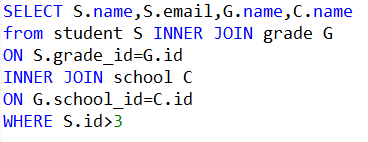 SELECT S.name,S.email,G.name,C.name
from student S INNER JOIN grade G
ON S.grade_id=G.id
INNER JOIN school C
ON G.school_id=C.id
WHERE S.id>3